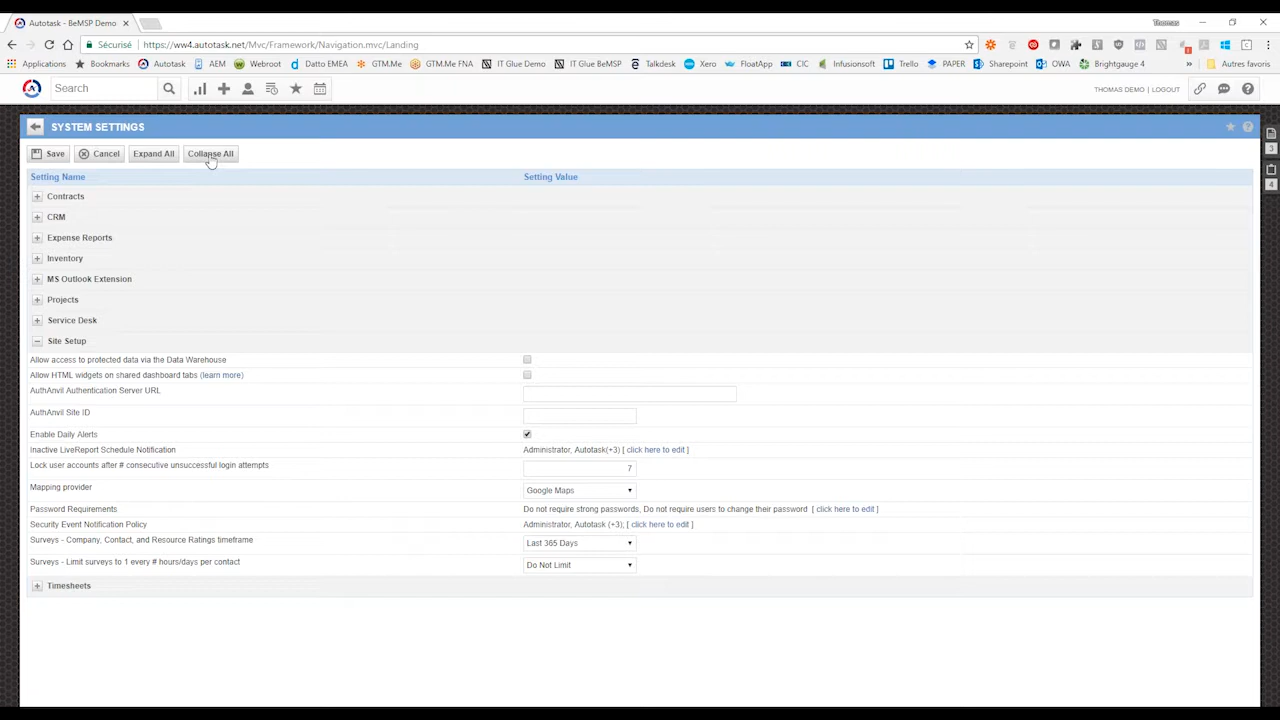 Autotask - BeMSP Demo
Thomas
Sécurisé https://ww4.autotask.net/Mvc/Framework/Navigation.mvc/Landing
Applications Bookmarks Autotask AEM Webroot Datto EMEA GTM.Me GTM.Me FNA IT Glue Demo IT Glue BeMSP Talkdesk Xero FloatApp CIC Infusionsoft Trello PAPER Sharepoint OWA Brightgauge 4 » Autres favoris
Search THOMAS DEMO | LOGOUT
SYSTEM SETTINGS
3
4
Save Cancel Expand All Collapse All
Setting Name Setting Value
Contracts
CRM
Expense Reports
Inventory
MS Outlook Extension
Projects
Service Desk
Site Setup
Allow access to protected data via the Data Warehouse
Allow HTML widgets on shared dashboard tabs (learn more)
AuthAnvil Authentication Server URL
AuthAnvil Site ID
Enable Daily Alerts
Inactive LiveReport Schedule Notification Administrator, Autotask(+3) [ click here to edit ]
Lock user accounts after # consecutive unsuccessful login attempts 7
Mapping provider Google Maps
Password Requirements Do not require strong passwords, Do not require users to change their password [ click here to edit ]
Security Event Notification Policy Administrator, Autotask (+3); [ click here to edit ]
Surveys - Company, Contact, and Resource Ratings timeframe Last 365 Days
Surveys - Limit surveys to 1 every # hours/days per contact Do Not Limit
Timesheets